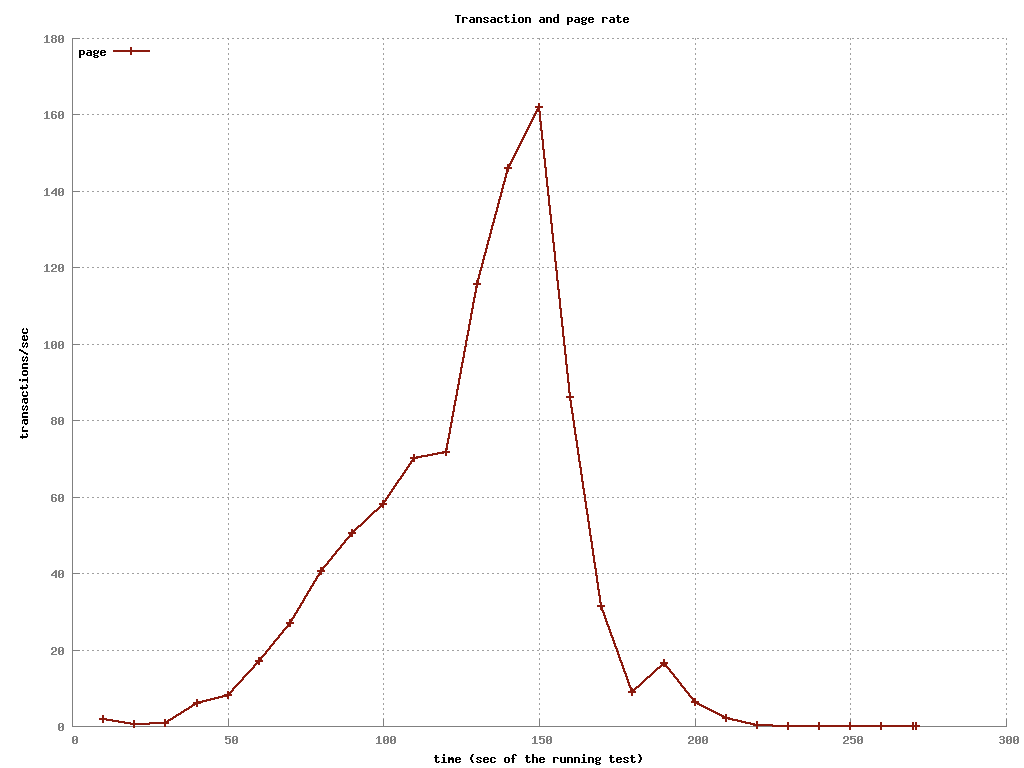 Transaction and page rate
180
page
160
140
120
100
80
60
40
20
0
transactions/sec
0 50 100 150 200 250 300
time (sec of the running test)